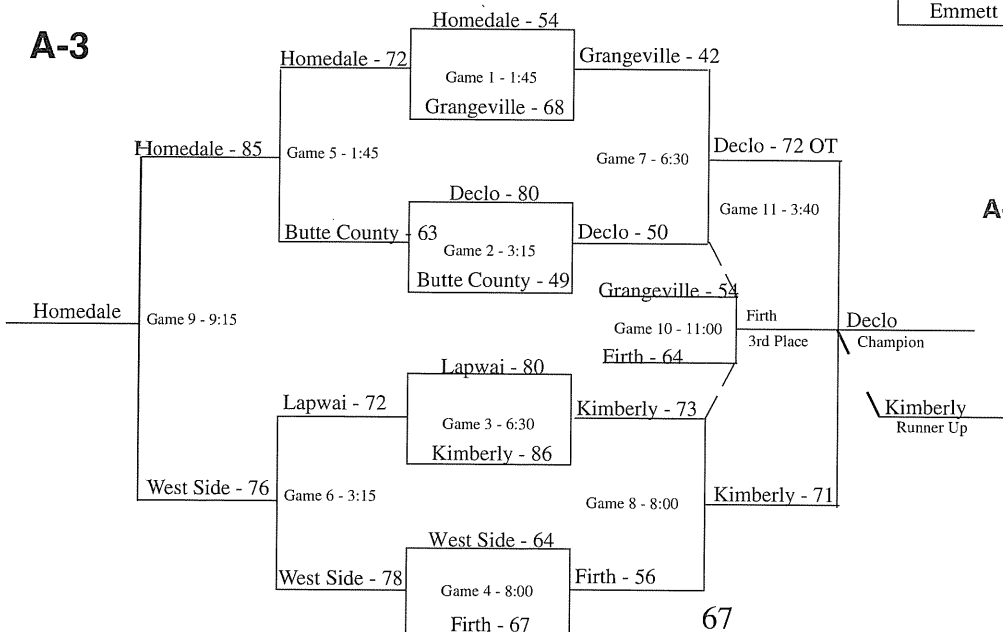 Emmett
A-3
Homedale - 54
Homedale - 72
Game 1 - 1:45
Grangeville - 42
Grangeville - 68
Homedale - 85
Game 5 - 1:45
Game 7 - 6:30
Declo - 72 OT
Declo - 80
Game 11 - 3:40
A-
Butte County - 63
Game 2 - 3:15
Declo - 50
Butte County - 49
Grangeville - 54
Homedale
Game 9 - 9:15
Game 10 - 11:00
Firth
3rd Place
Declo
Champion
Firth - 64
Lapwai - 80
Lapwai - 72
Game 3 - 6:30
Kimberly - 73
Kimberly - 86
Kimberly
Runner Up
West Side - 76
Game 6 - 3:15
Game 8 - 8:00
Kimberly - 71
West Side - 64
West Side - 78
Game 4 - 8:00
Firth - 56
Firth - 67
67